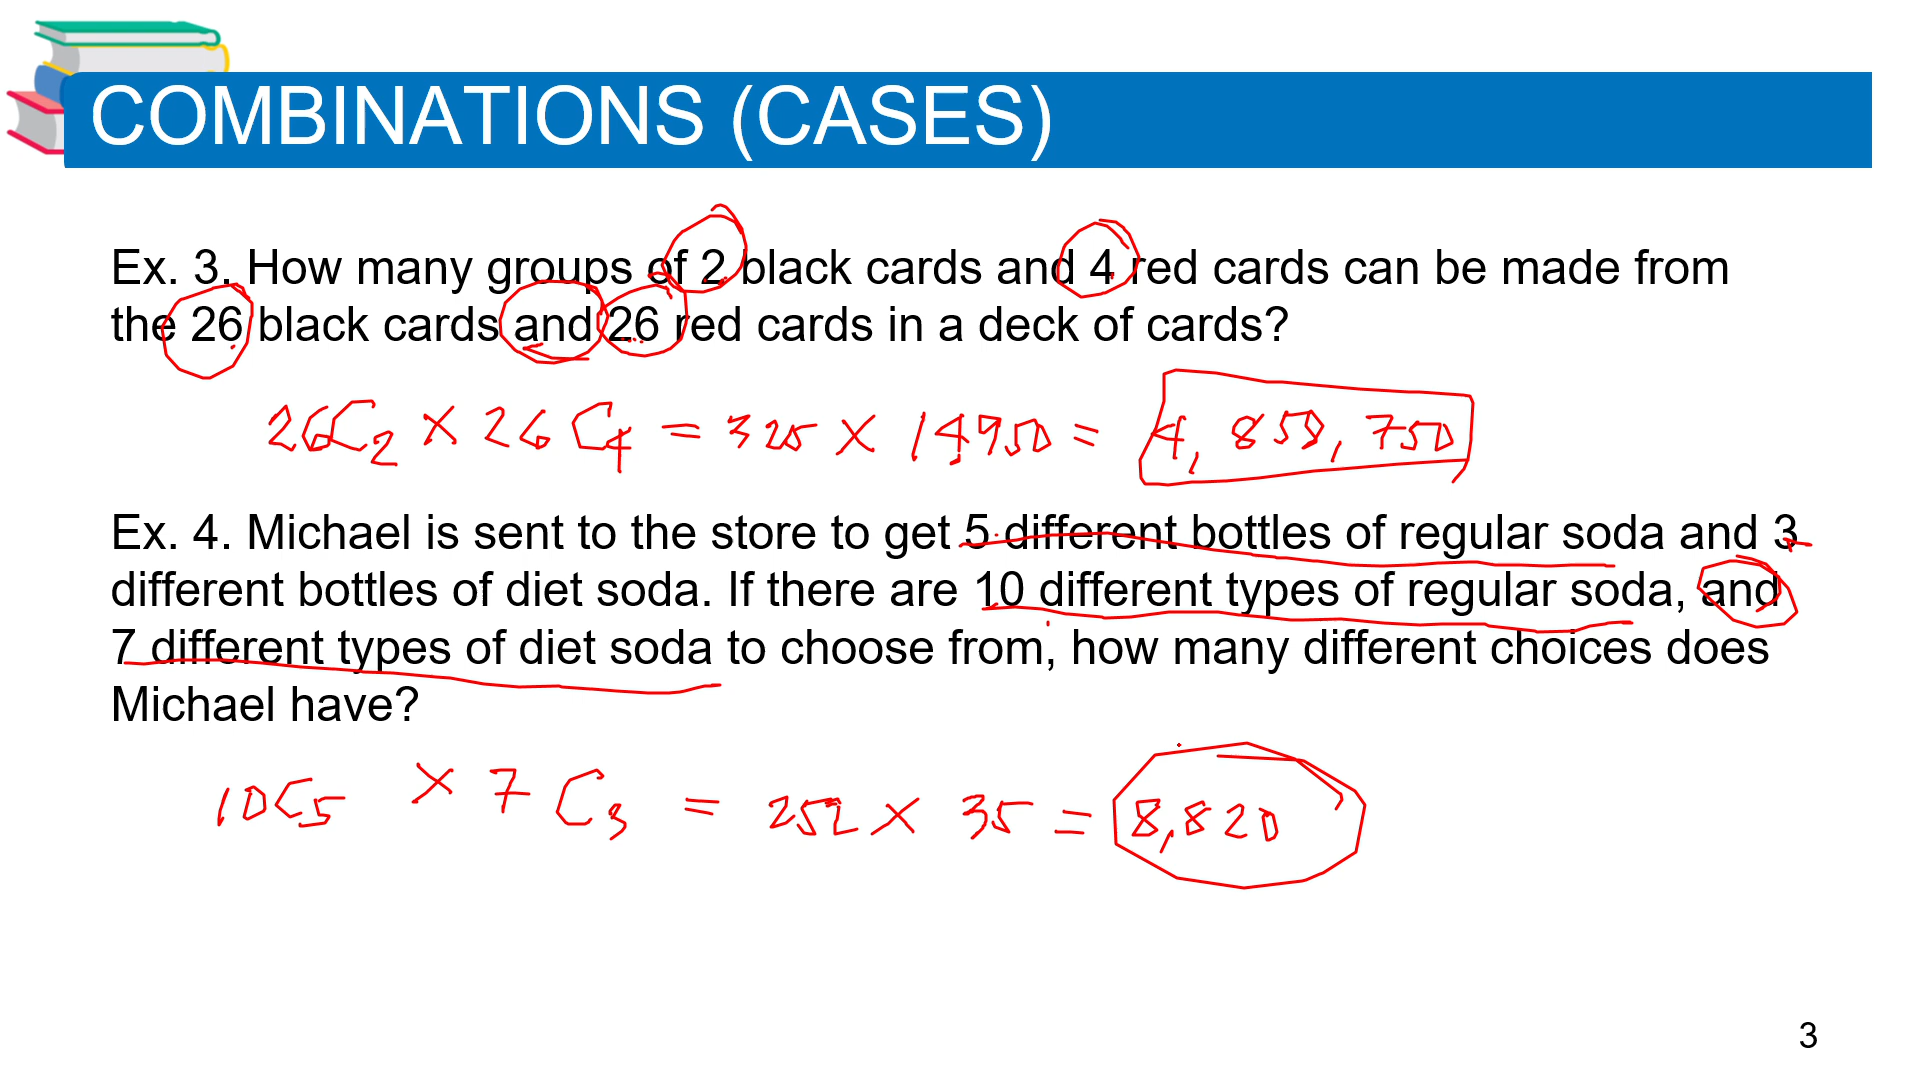 COMBINATIONS (CASES)
Ex. 3. How many groups of 2 black cards and 4 red cards can be made from
the 26 black cards and 26 red cards in a deck of cards?
26C2 × 26C4 = 325 × 14950 = 4,858,750
Ex. 4. Michael is sent to the store to get 5 different bottles of regular soda and 3
different bottles of diet soda. If there are 10 different types of regular soda, and
7 different types of diet soda to choose from, how many different choices does
Michael have?
10C5 × 7C3 = 252 × 35 = 8,820
3